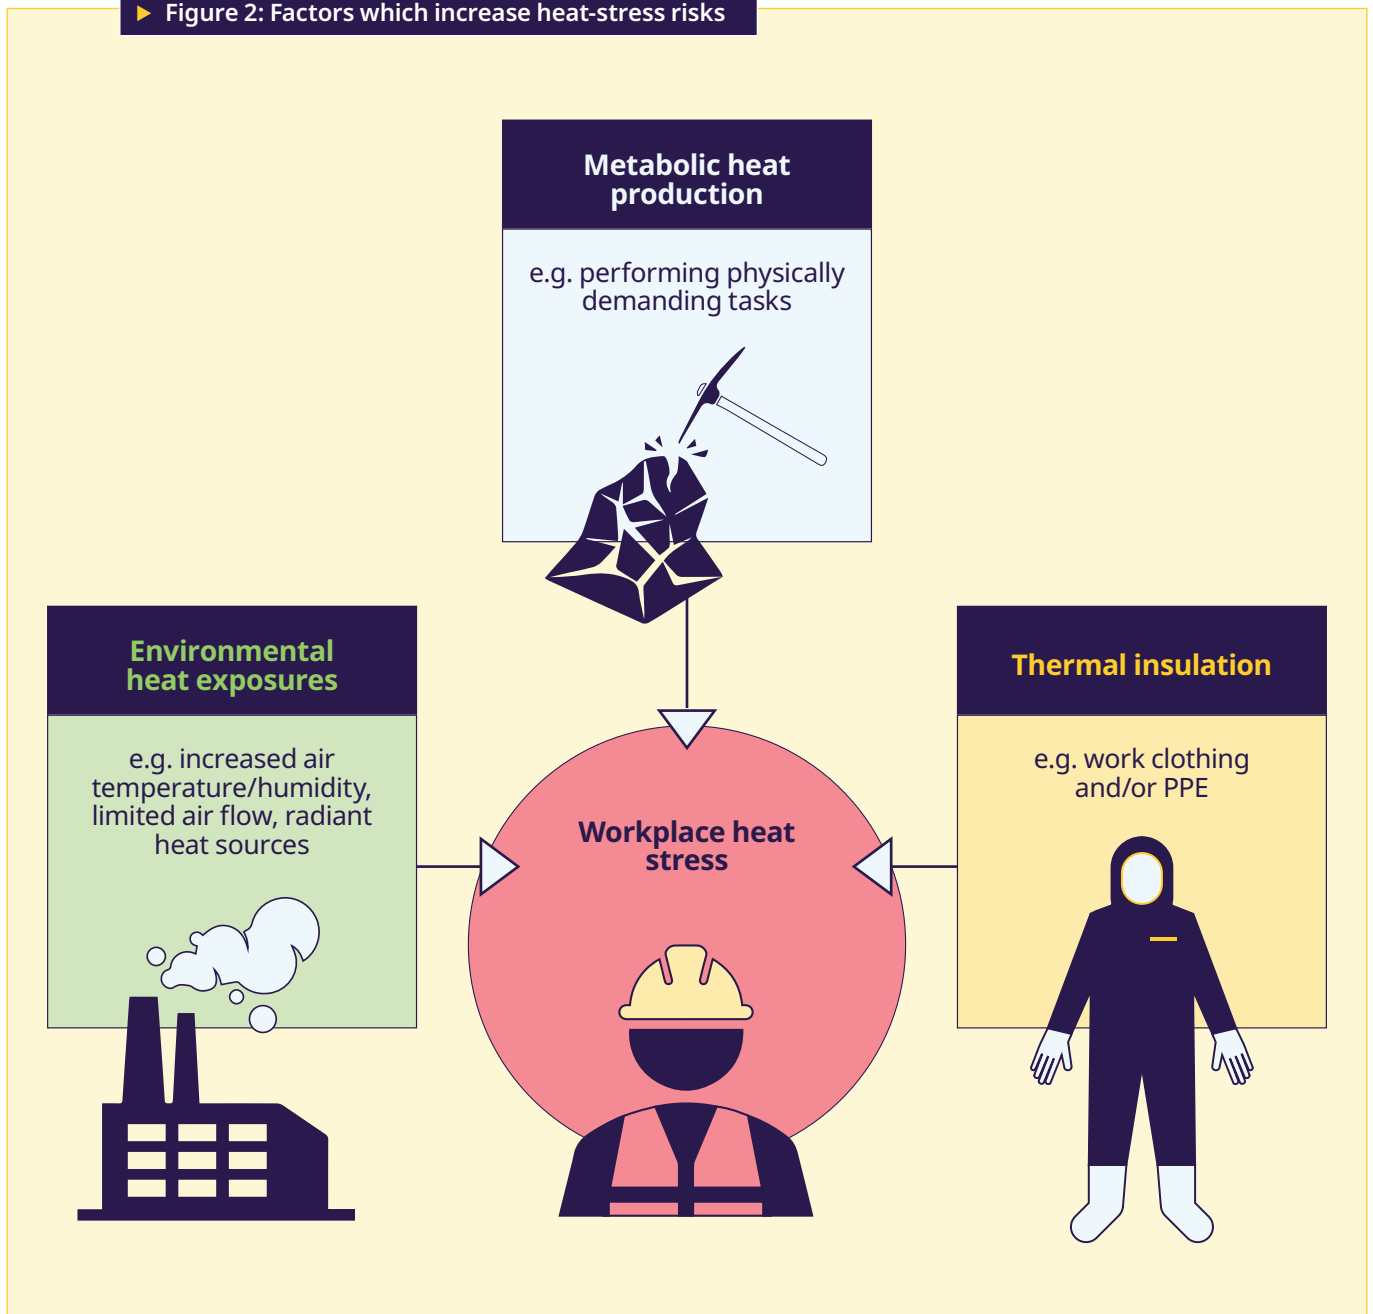 Figure 2: Factors which increase heat-stress risks
Metabolic heat
production
e.g. performing physically
demanding tasks
Environmental
heat exposures
e.g. increased air
temperature/humidity,
limited air flow, radiant
heat sources
Thermal insulation
e.g. work clothing
and/or PPE
Workplace heat
stress